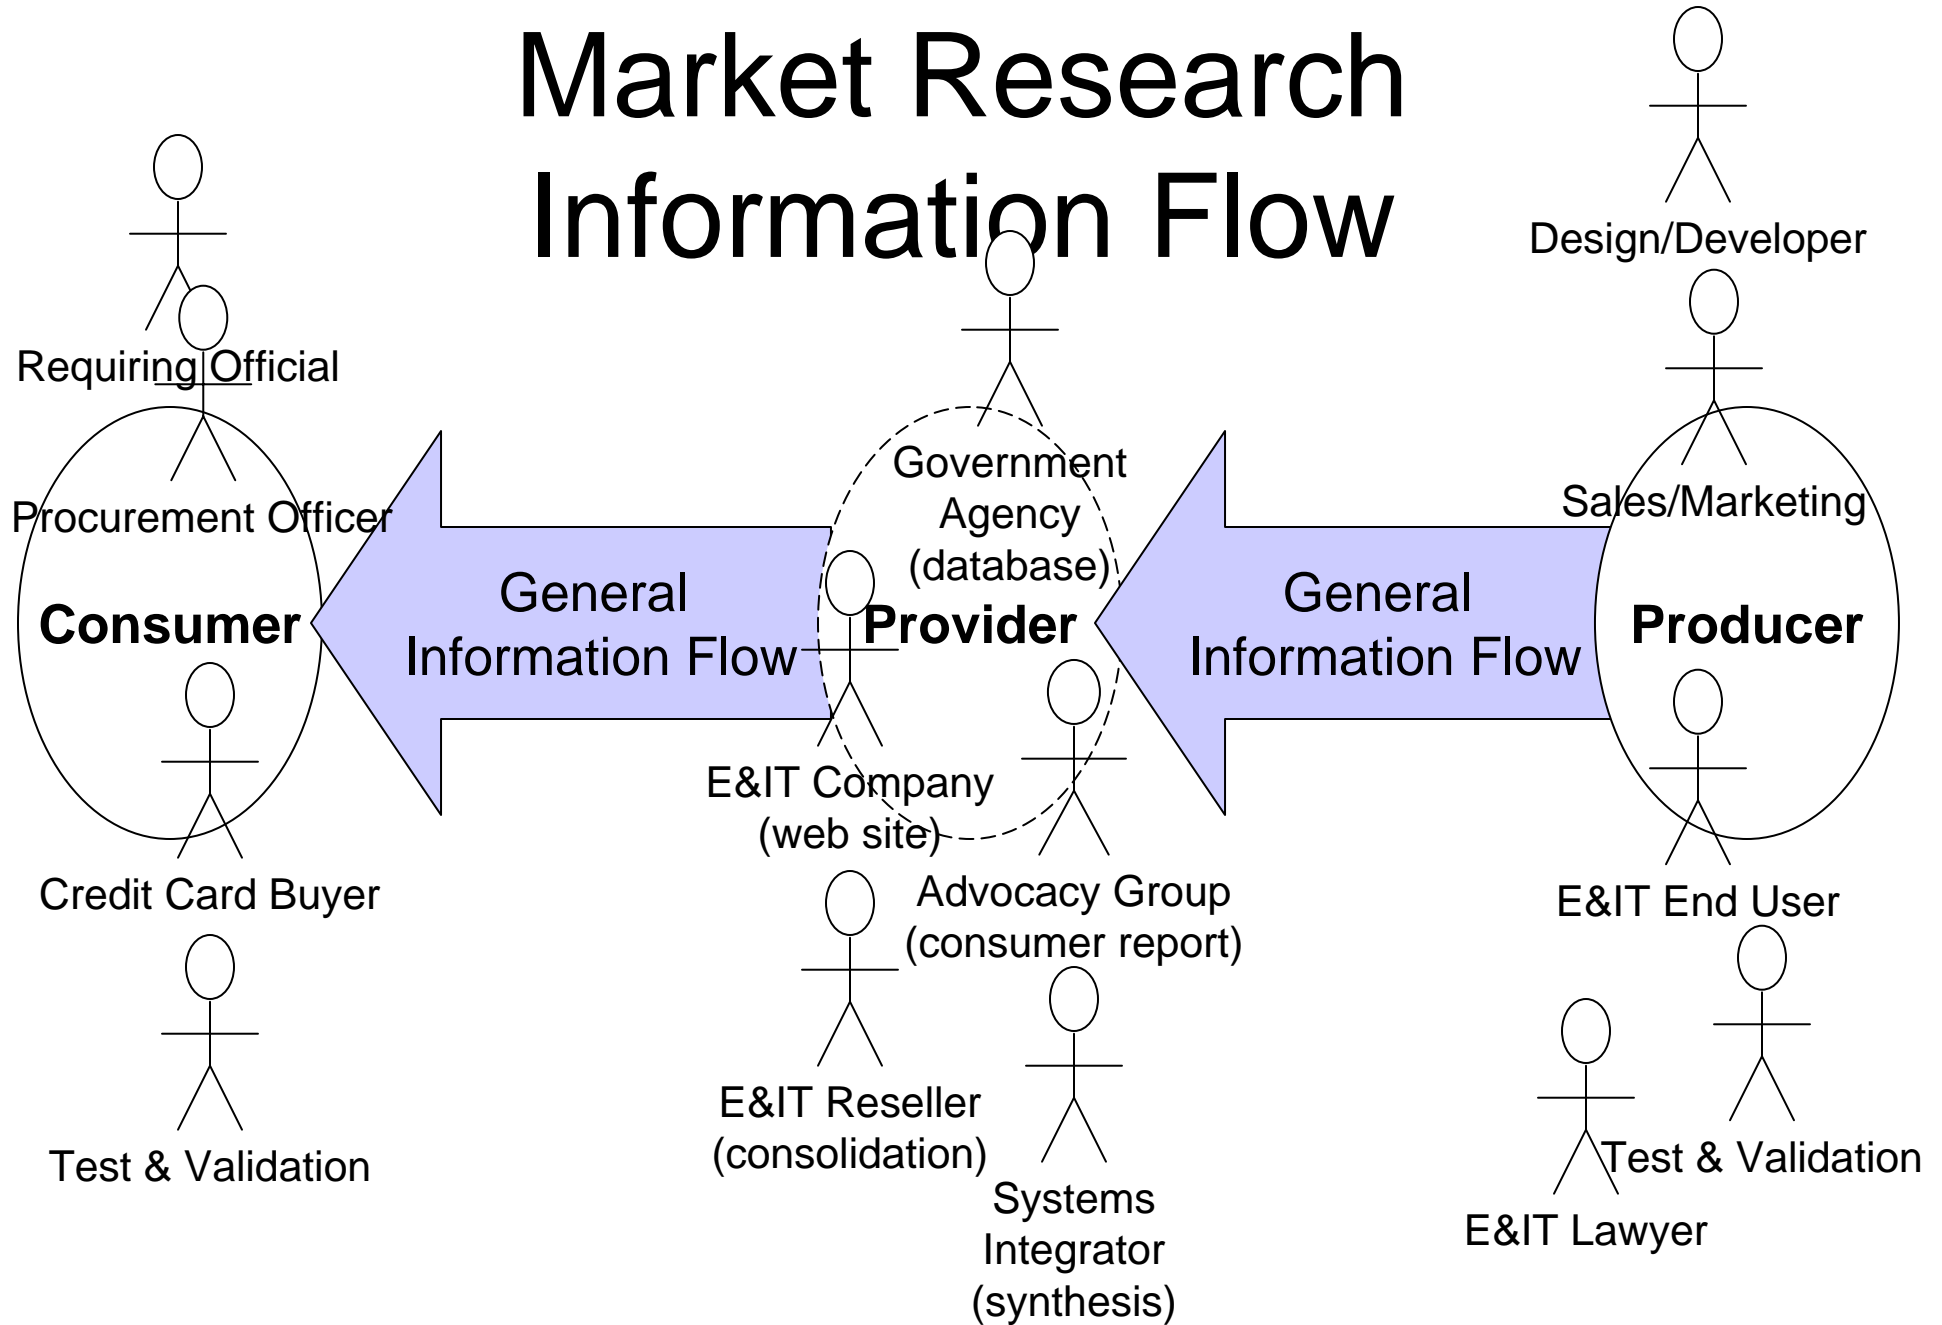 Market Research
Information Flow
Design/Developer
Requiring Official
Procurement Officer
Government
Agency
(database)
Sales/Marketing
Consumer
General
Information Flow
Provider
General
Information Flow
Producer
E&IT Company
(web site)
Credit Card Buyer
Advocacy Group
(consumer report)
E&IT End User
Test & Validation
E&IT Reseller
(consolidation)
Systems
Integrator
(synthesis)
Test & Validation
E&IT Lawyer